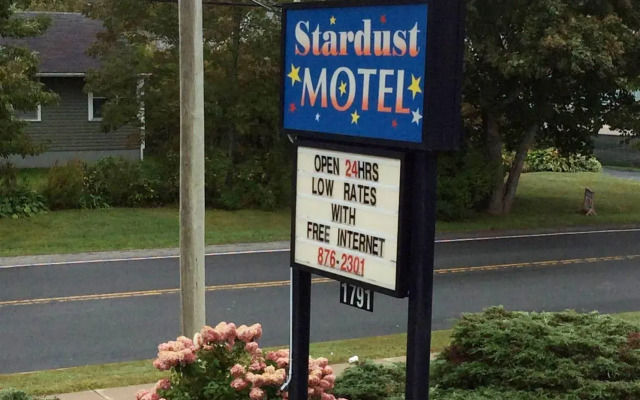 Stardust
MOTEL
OPEN 24HRS
LOW RATES
WITH
FREE INTERNET
876-2301
1791